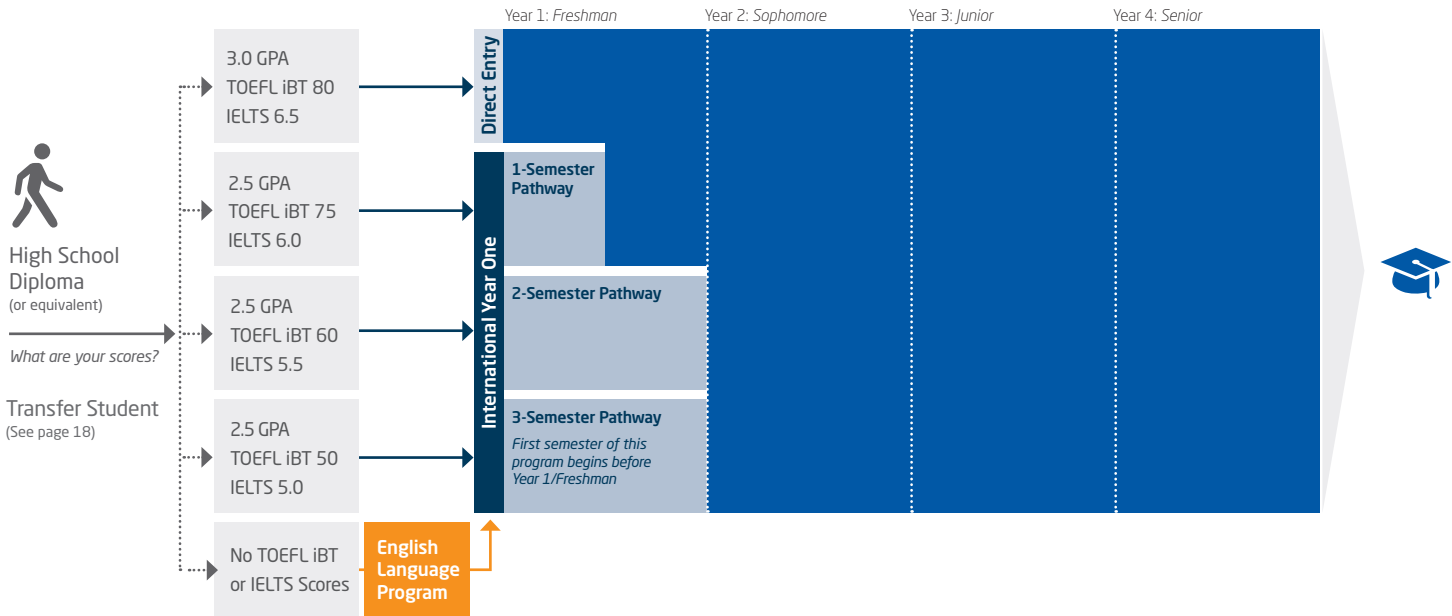 Year 1: Freshman
Year 2: Sophomore
Year 3: Junior
Year 4: Senior
High School
Diploma
(or equivalent)
What are your scores?
Transfer Student
(See page 18)
3.0 GPA
TOEFL iBT 80
IELTS 6.5
Direct Entry
2.5 GPA
TOEFL iBT 75
IELTS 6.0
International Year One
1-Semester
Pathway
2.5 GPA
TOEFL iBT 60
IELTS 5.5
2-Semester Pathway
2.5 GPA
TOEFL iBT 50
IELTS 5.0
3-Semester Pathway
First semester of this
program begins before
Year 1/Freshman
No TOEFL iBT
or IELTS Scores
English
Language
Program